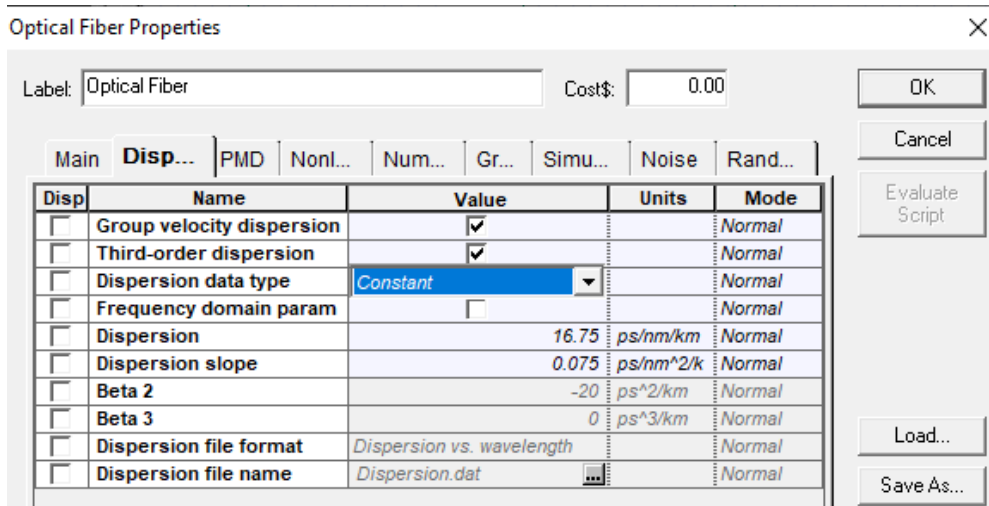 Optical Fiber Properties
Label: Optical Fiber Cost$: 0.00 OK
Cancel
Main Disp... PMD Nonl... Num... Gr... Simu... Noise Rand...
Evaluate Script
Disp Name Value Units Mode
Group velocity dispersion Normal
Third-order dispersion Normal
Dispersion data type Constant Normal
Frequency domain param Normal
Dispersion 16.75 ps/nm/km Normal
Dispersion slope 0.075 ps/nm^2/k Normal
Beta 2 -20 ps^2/km Normal
Beta 3 0 ps^3/km Normal
Dispersion file format Dispersion vs. wavelength Normal
Load...
Dispersion file name Dispersion.dat ... Normal
Save As...